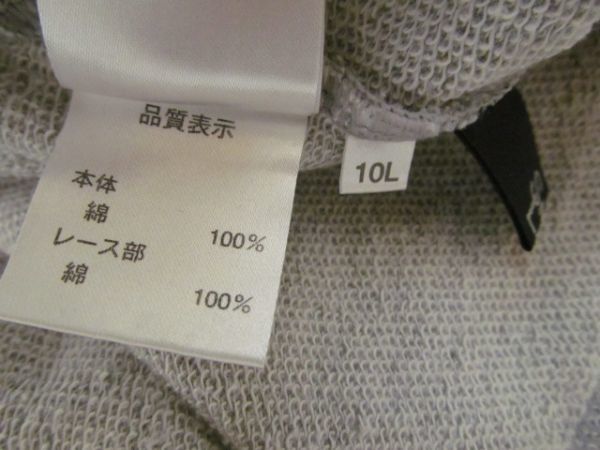 品質表示
本体
綿 100%
レース部
綿 100%
10L